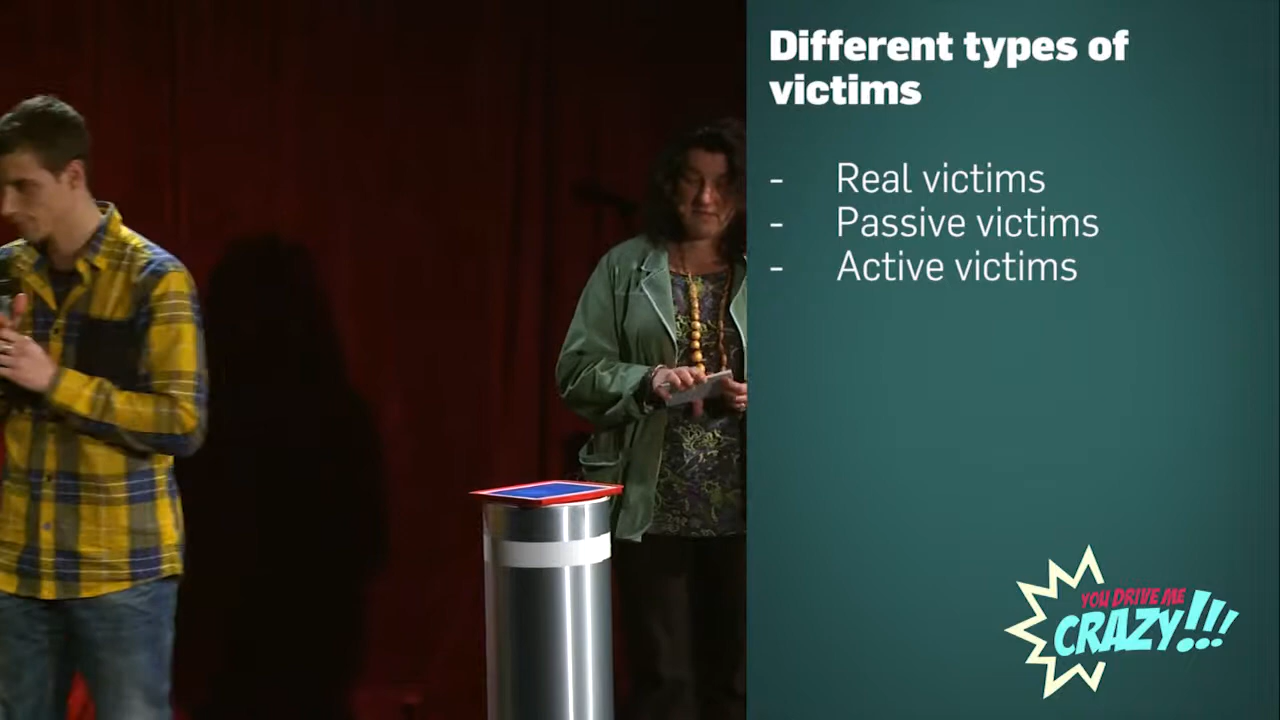 Different types of
victims
- Real victims
- Passive victims
- Active victims
YOU DRIVE ME
CRAZY!!!